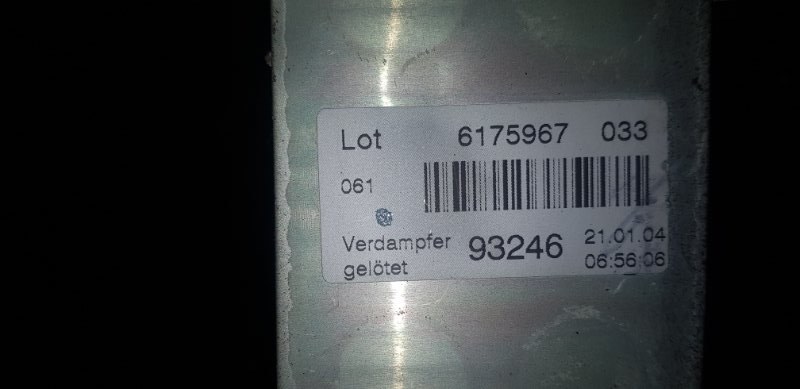 Lot 6175967 033
061
Verdampfer 93246 21.01.04
gelötet 06:56:06